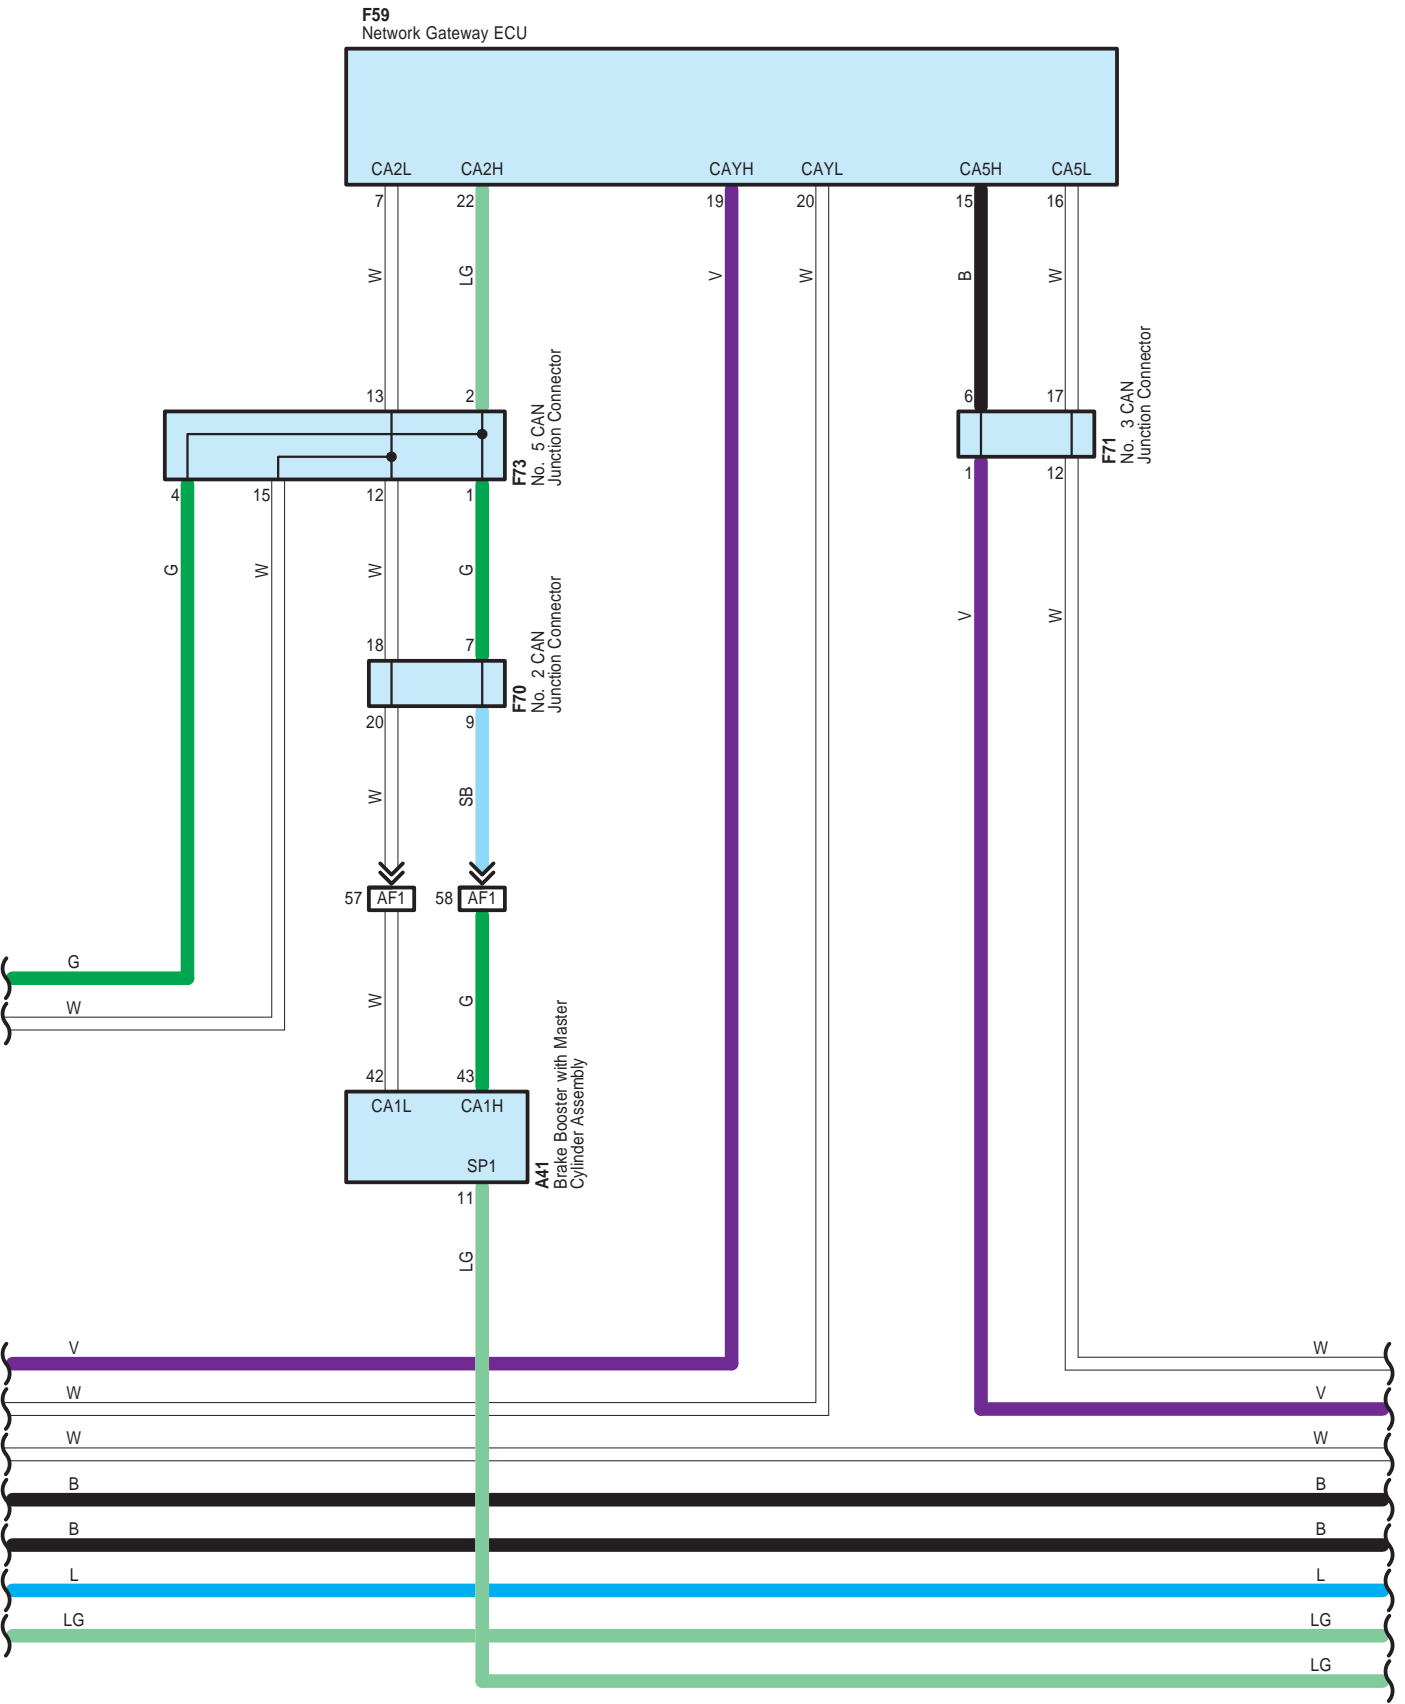 F59
Network Gateway ECU
CA2L CA2H CAYH CAYL CA5H CA5L
7 22 19 20 15 16
W LG V W B W
13 2 6 17
F73
No. 5 CAN
Junction Connector
F71
No. 3 CAN
Junction Connector
4 15 12 1 1 12
G W W G V W
18 7
F70
No. 2 CAN
Junction Connector
20 9
W SB
57 AF1 58 AF1
G
W
W G
42 43
CA1L CA1H
SP1
A41
Brake Booster with Master
Cylinder Assembly
11
LG
V W
W V
W W
B B
B B
L L
LG LG
LG